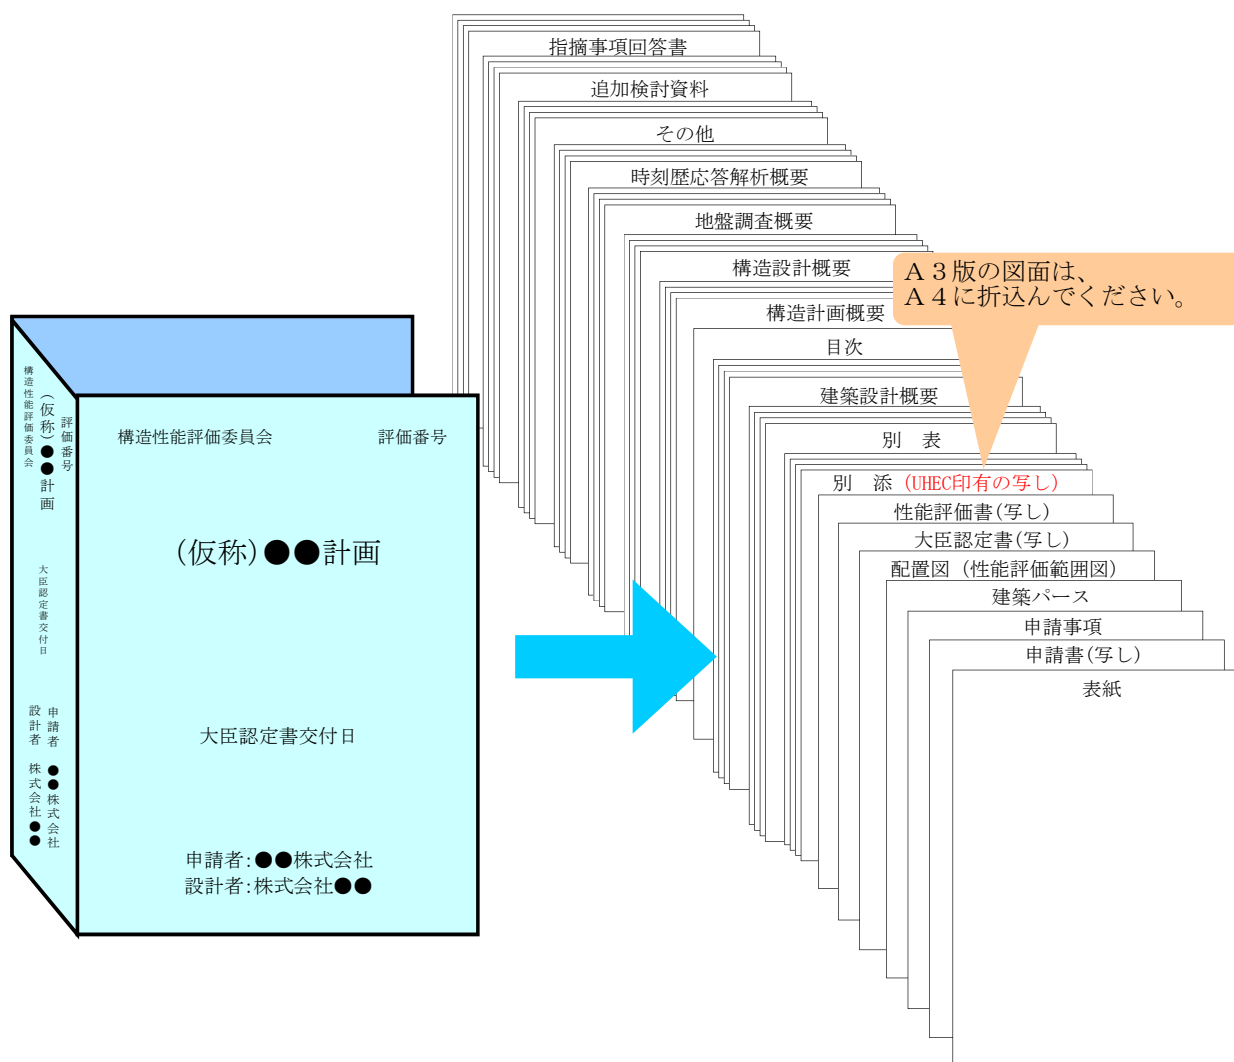 指摘事項回答書
追加検討資料
その他
時刻歴応答解析概要
地盤調査概要
構造設計概要
構造計画概要
目次
建築設計概要
別　表
別　添（UHEC印有の写し）
性能評価書(写し)
大臣認定書(写し)
配置図（性能評価範囲図）
建築パース
申請事項
申請書(写し)
表紙
Ａ３版の図面は、
Ａ４に折込んでください。
評価番号
(仮称)●●計画
構造性能評価委員会
大臣認定書交付日
申請者　●●株式会社
設計者　株式会社●●
構造性能評価委員会　評価番号
(仮称)●●計画
大臣認定書交付日
申請者:●●株式会社
設計者:株式会社●●